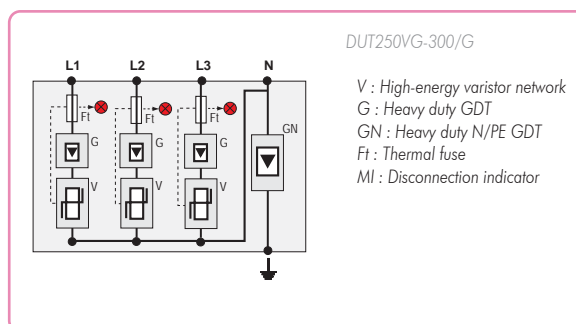 DUT250VG-300/G
L1 L2 L3 N
V : High-energy varistor network
G : Heavy duty GDT
GN : Heavy duty N/PE GDT
Ft : Thermal fuse
MI : Disconnection indicator
Ft Ft Ft
G G G GN
V V V